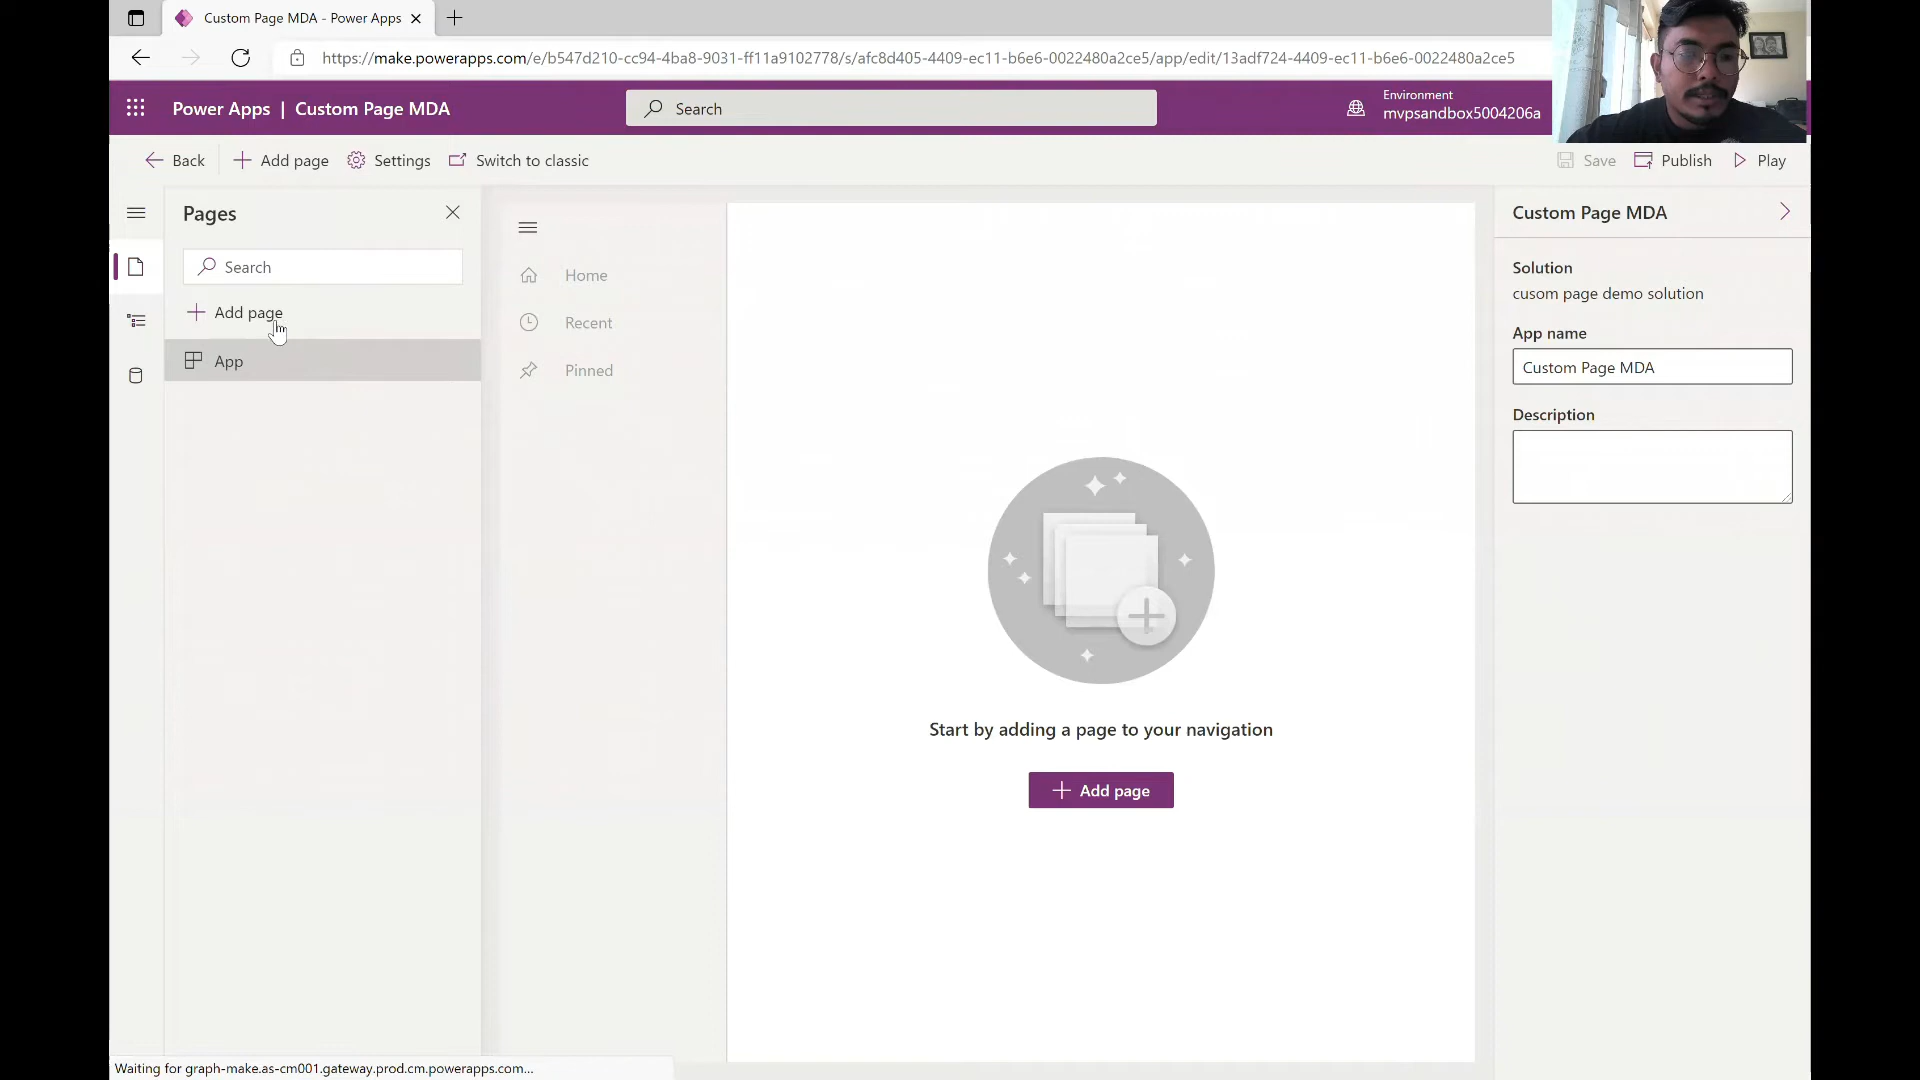 Custom Page MDA - Power Apps
https://make.powerapps.com/e/b547d210-cc94-4ba8-9031-ff11a9102778/s/afc8d405-4409-ec11-b6e6-0022480a2ce5/app/edit/13adf724-4409-ec11-b6e6-0022480a2ce5
Power Apps | Custom Page MDA
Search
Environment
mvpsandbox5004206a
Back
Add page
Settings
Switch to classic
Save
Publish
Play
Pages
Search
Add page
App
Home
Recent
Pinned
Start by adding a page to your navigation
Add page
Custom Page MDA
Solution
cusom page demo solution
App name
Custom Page MDA
Description
Waiting for graph-make.as-cm001.gateway.prod.cm.powerapps.com...